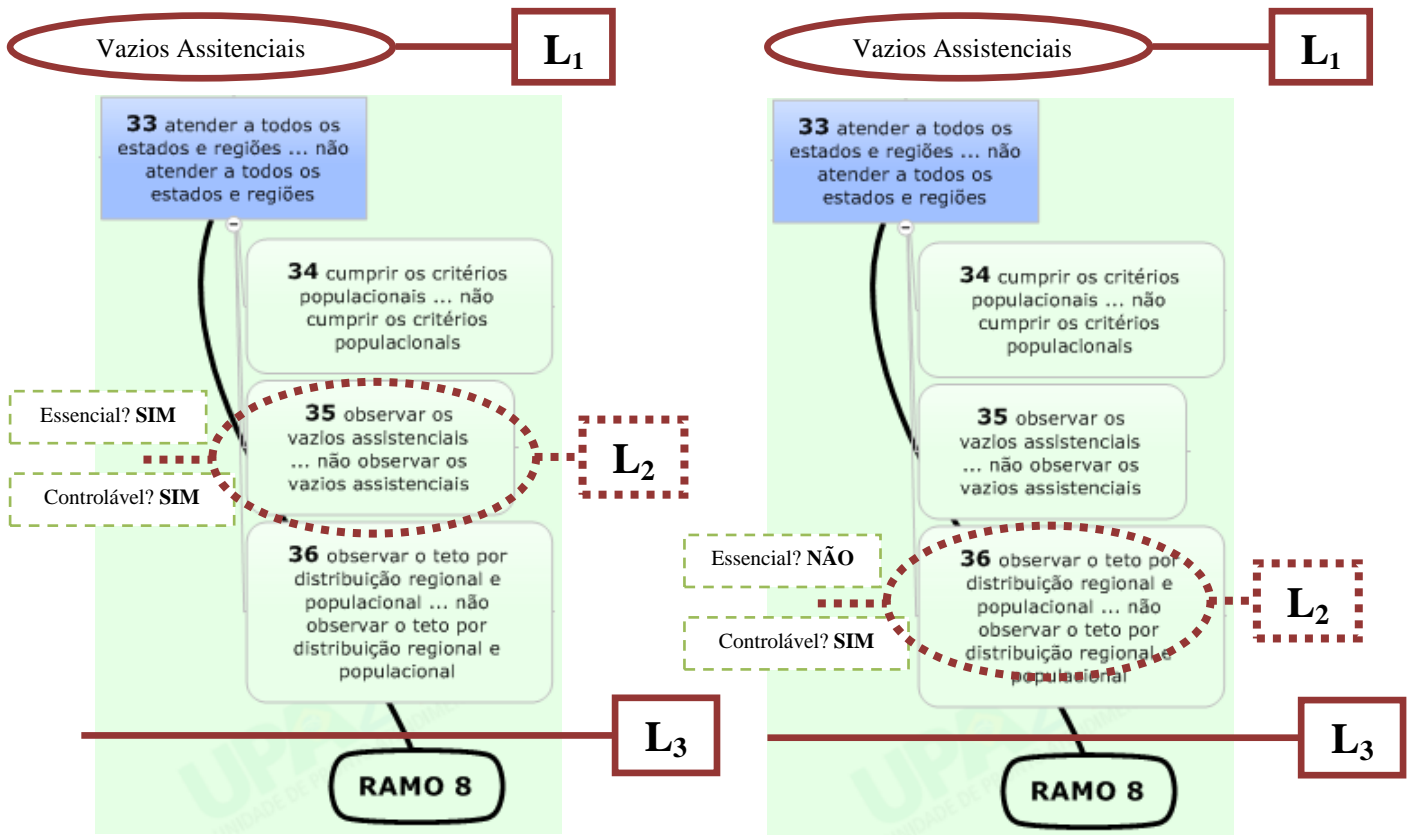 Vazios Assitenciais
L1
33 atender a todos os
estados e regiões ... não
atender a todos os
estados e regiões
34 cumprir os critérios
populacionais ... não
cumprir os critérios
populacionais
Essencial? SIM
Controlável? SIM
35 observar os
vazios assistenciais
... não observar os
vazios assistenciais
L2
36 observar o teto por
distribuição regional e
populacional ... não
observar o teto por
distribuição regional e
populacional
L3
UPA
RAMO 8
Vazios Assistenciais
L1
33 atender a todos os
estados e regiões ... não
atender a todos os
estados e regiões
34 cumprir os critérios
populacionais ... não
cumprir os critérios
populacionais
35 observar os
vazios assistenciais
... não observar os
vazios assistenciais
Essencial? NÃO
Controlável? SIM
36 observar o teto por
distribuição regional e
populacional ... não
observar o teto por
distribuição regional e
populacional
L2
L3
UPA
RAMO 8